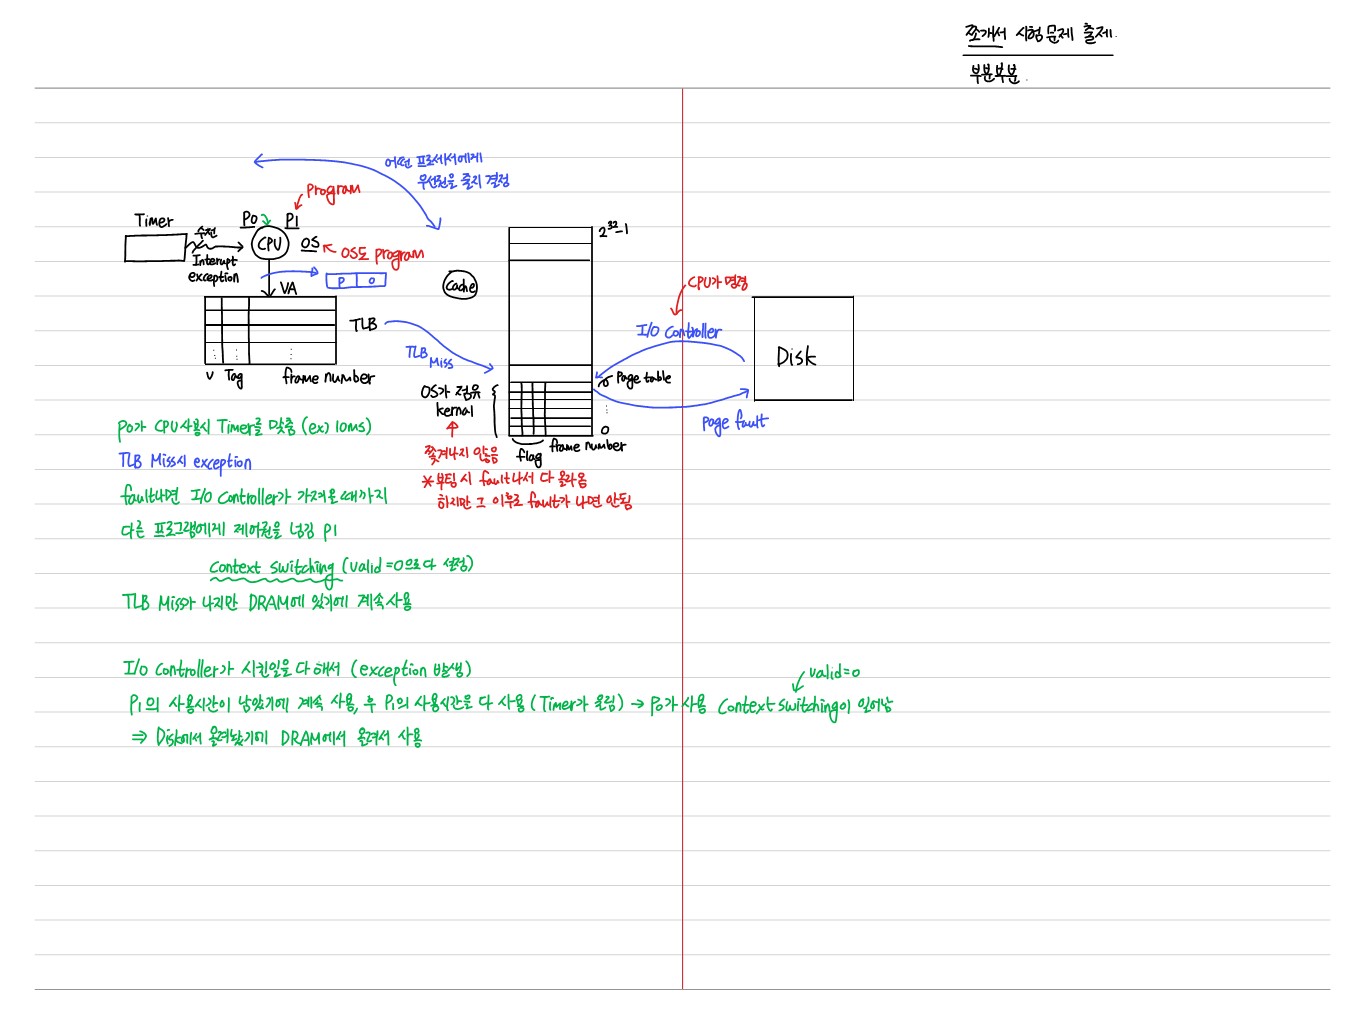 쪼개서 시험문제 출제.
부분부분.
어떤 프로세서에게
우선권을 줄지 결정
Program
Timer
P0
P1
CPU
OS
OS도 program
Interupt
exception
P O
VA
Cache
2^32-1
CPU가 명령
I/O Controller
Disk
TLB
TLB Miss
V Tag frame number
OS가 점유
kernal
Page table
0
Page fault
flag
frame number
쫓겨나지 않음
*부팅 시 fault나서 다 올라옴
하지만 그 이후로 fault가 나면 안됨
P0가 CPU사용시 Timer를 맞춤 (ex) 10ms)
TLB Miss시 exception
fault나면 I/O Controller가 가져올때까지
다른 프로그램에게 제어권을 넘김 P1
Context switching (valid=0으로 다 설정)
TLB Miss가 나지만 DRAM에 있기에 계속사용
I/O Controller가 시킨일을 다해서 (exception 발생)
valid=0
P1의 사용시간이 남았기에 계속 사용, 후 P1의 사용시간을 다 사용 (Timer가 울림) → P0가 사용 Context switching이 일어남
⇒ Disk에서 올려놨기에 DRAM에서 올려서 사용